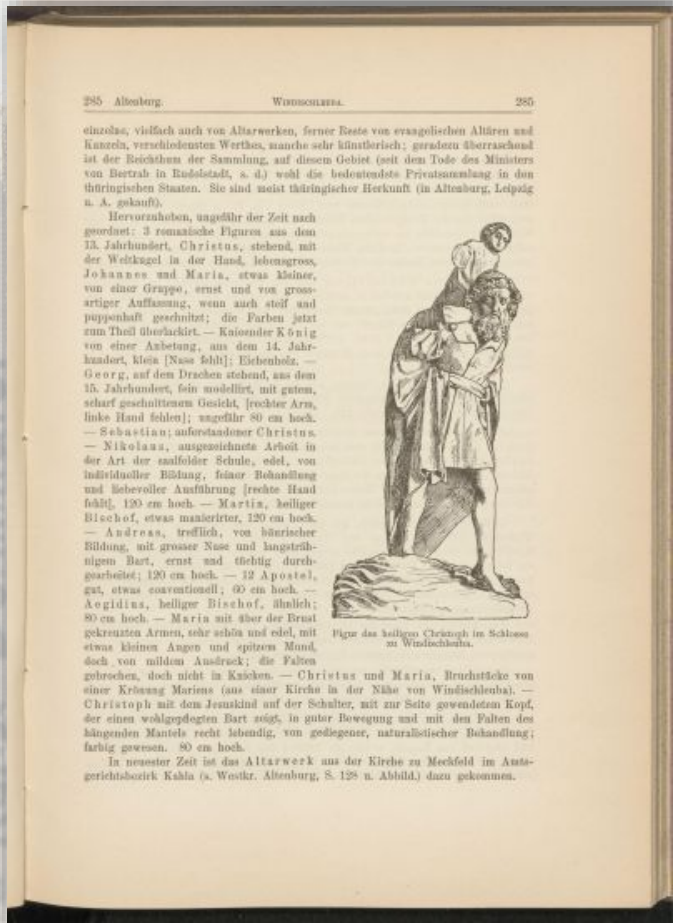 285 Altenburg. WINDISCHLEUBA. 285
einzelne, vielfach auch von Altarwerken, ferner Reste von evangelischen Altären und
Kanzeln, verschiedensten Werthes, manche sehr künstlerisch; geradezu überraschend
ist der Reichthum der Sammlung, auf diesem Gebiet (seit dem Tode des Ministers
von Bertrab in Rudolstadt, s. d.) wohl die bedeutendste Privatsammlung in den
thüringischen Staaten. Sie sind meist thüringischer Herkunft (in Altenburg, Leipzig
u. A. gekauft).
Hervorzuheben, ungefähr der Zeit nach
geordnet: 3 romanische Figuren aus dem
13. Jahrhundert, Christus, stehend, mit
der Weltkugel in der Hand, lebensgross,
Johannes und Maria, etwas kleiner,
von einer Gruppe, ernst und von gross-
artiger Auffassung, wenn auch steif und
puppenhaft geschnitzt; die Farben jetzt
zum Theil überlackirt. — Knieender König
von einer Anbetung, aus dem 14. Jahr-
hundert, klein [Nase fehlt]; Eichenholz. —
Georg, auf dem Drachen stehend, aus dem
15. Jahrhundert, fein modellirt, mit gutem,
scharf geschnittenem Gesicht, [rechter Arm,
linke Hand fehlen]; ungefähr 80 cm hoch.
— Sebastian; auferstandener Christus.
— Nikolaus, ausgezeichnete Arbeit in
der Art der saalfelder Schule, edel, von
individueller Bildung, feiner Behandlung
und liebevoller Ausführung [rechte Hand
fehlt], 120 cm hoch. — Martin, heiliger
Bischof, etwas manierirter, 120 cm hoch.
— Andreas, trefflich, von bäurischer
Bildung, mit grosser Nase und langsträh-
nigem Bart, ernst und tüchtig durch-
gearbeitet; 120 cm hoch. — 12 Apostel,
gut, etwas conventionell; 60 cm hoch. —
Aegidius, heiliger Bischof, ähnlich;
80 cm hoch. — Maria mit über der Brust
gekreuzten Armen, sehr schön und edel, mit
etwas kleinen Augen und spitzem Mund,
doch von mildem Ausdruck; die Falten
gebrochen, doch nicht in Knicken. — Christus und Maria, Bruchstücke von
einer Krönung Mariens (aus einer Kirche in der Nähe von Windischleuba). —
Christoph mit dem Jesuskind auf der Schulter, mit zur Seite gewendetem Kopf,
der einen wohlgepflegten Bart zeigt, in guter Bewegung und mit den Falten des
hängenden Mantels recht lebendig, von gediegener, naturalistischer Behandlung;
farbig gewesen. 80 cm hoch.
In neuester Zeit ist das Altarwerk aus der Kirche zu Meckfeld im Amts-
gerichtsbezirk Kahla (s. Westkr. Altenburg, S. 128 u. Abbild.) dazu gekommen.
Figur des heiligen Christoph im Schlosse
zu Windischleuba.